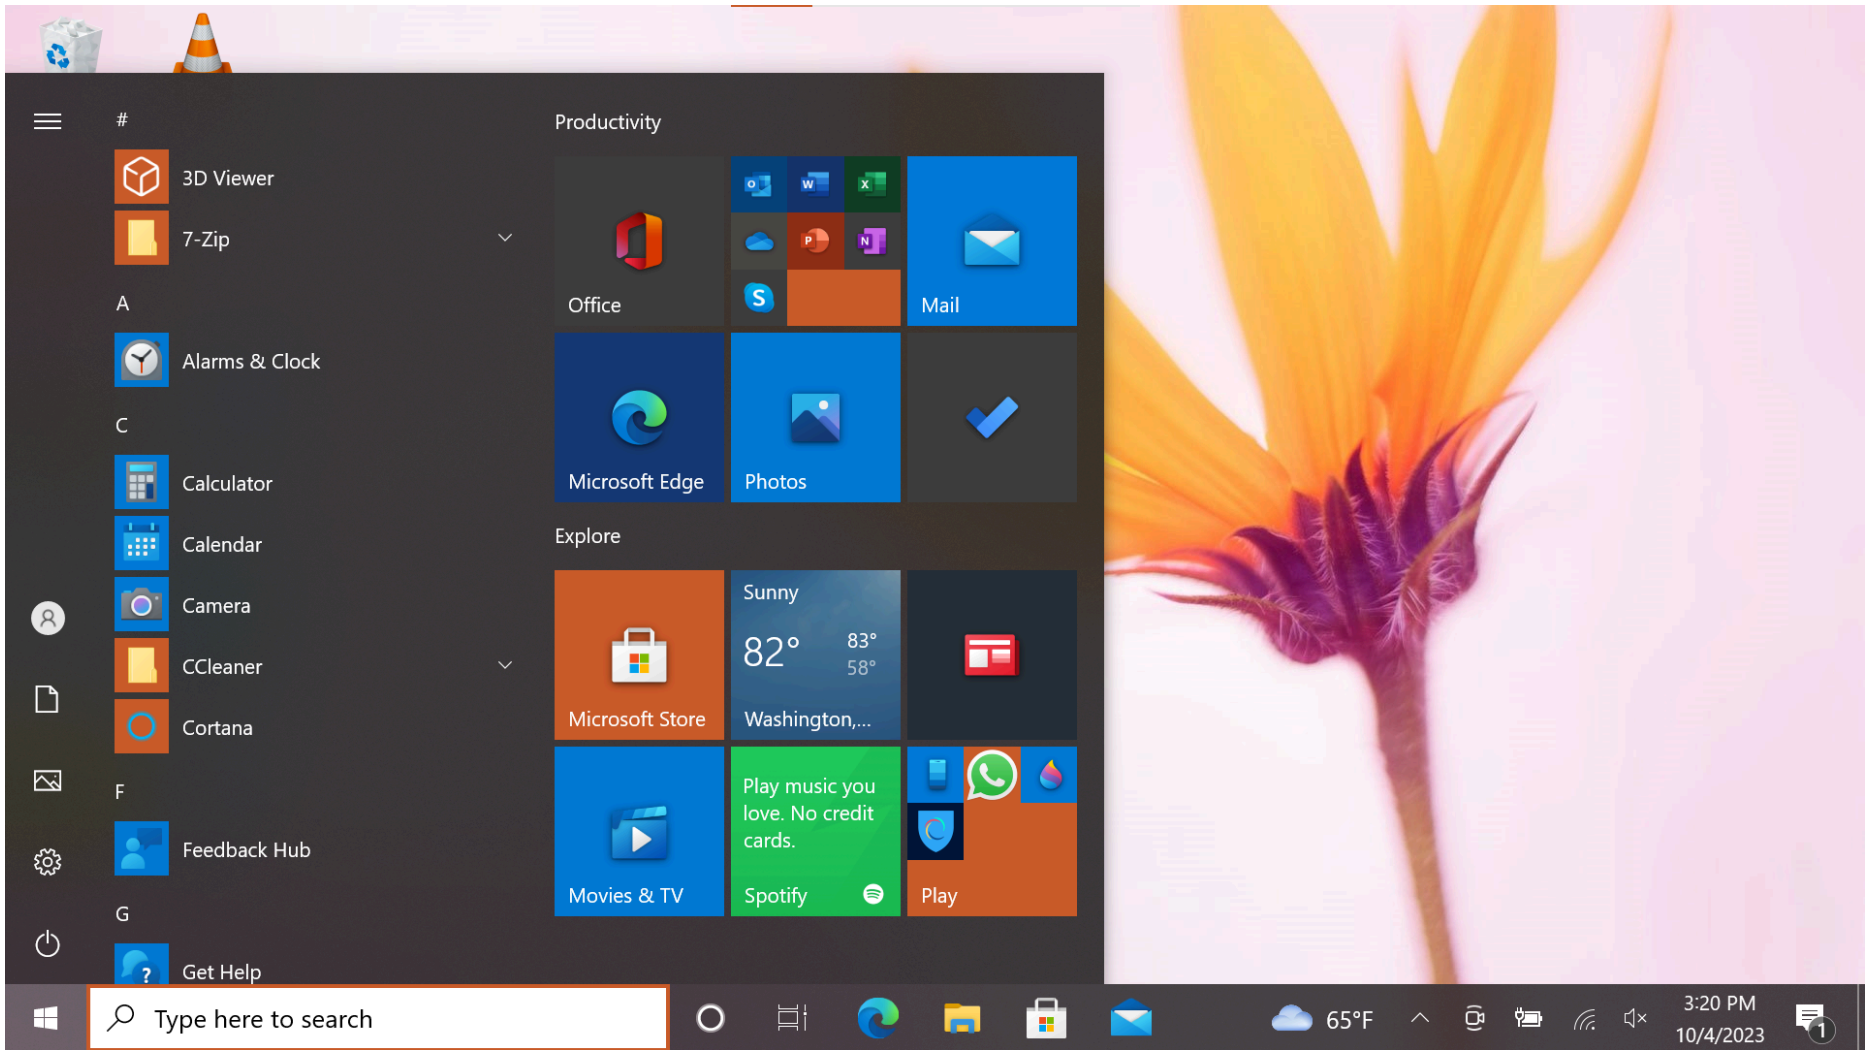 #
3D Viewer
7-Zip
A
Alarms & Clock
C
Calculator
Calendar
Camera
CCleaner
Cortana
F
Feedback Hub
G
Get Help
Productivity
Office
Mail
Microsoft Edge
Photos
Explore
Microsoft Store
Sunny
82°
83°
58°
Washington,...
Movies & TV
Play music you
love. No credit
cards.
Spotify
Play
Type here to search
65°F
3:20 PM
10/4/2023
1